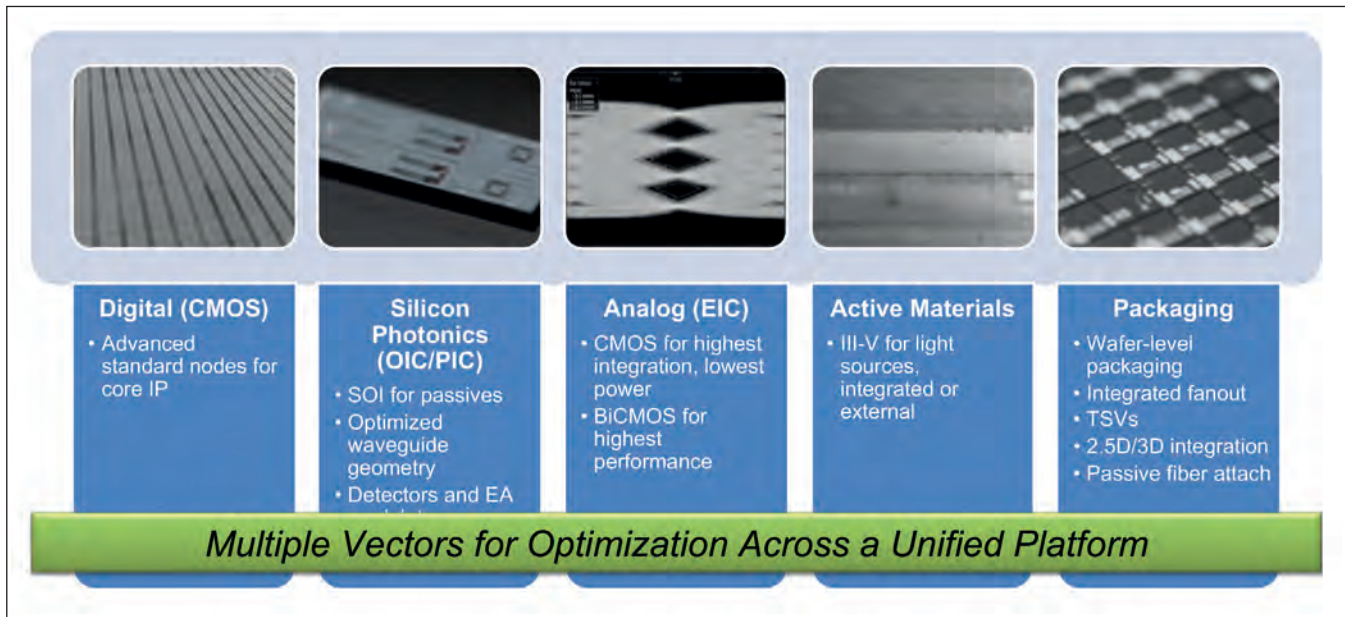 Digital (CMOS)
• Advanced
standard nodes for
core IP
Silicon
Photonics
(OIC/PIC)
• SOI for passives
• Optimized
waveguide
geometry
• Detectors and EA
Analog (EIC)
• CMOS for highest
integration, lowest
power
• BiCMOS for
highest
performance
Active Materials
• III-V for light
sources,
integrated or
external
Packaging
• Wafer-level
packaging
• Integrated fanout
• TSVs
• 2.5D/3D integration
• Passive fiber attach
Multiple Vectors for Optimization Across a Unified Platform